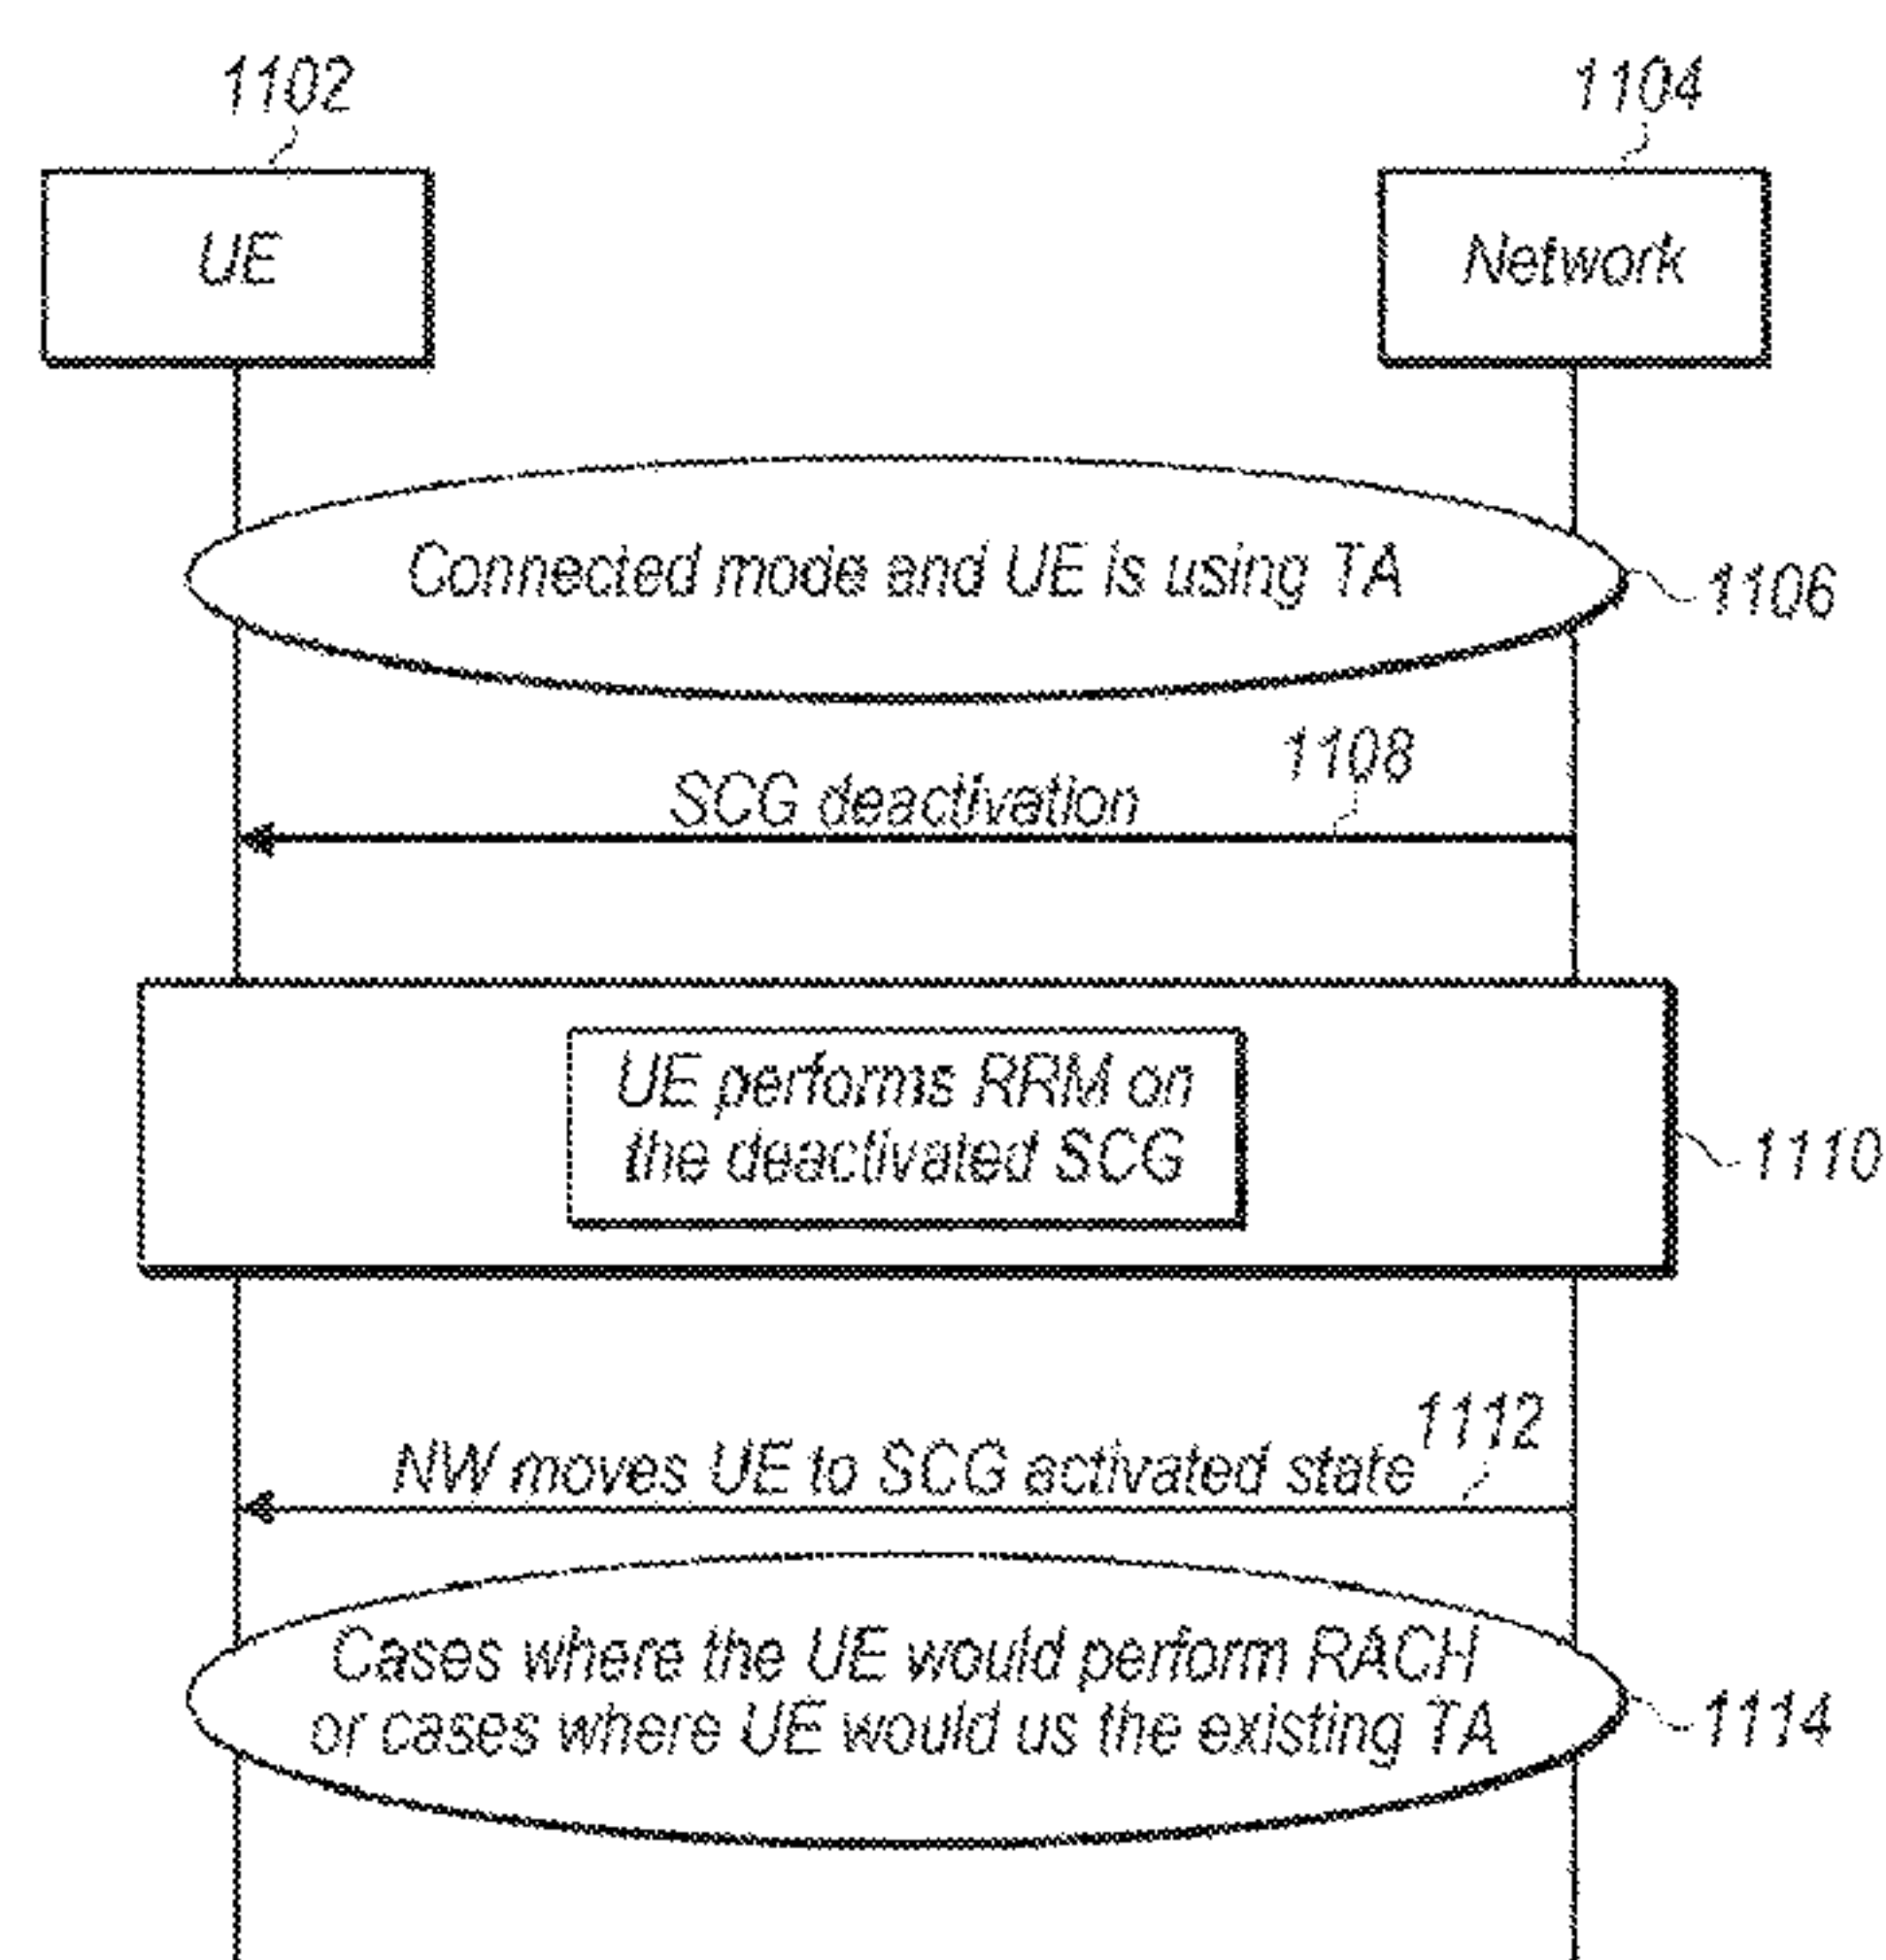 1102
1104
UE
Network
Connected mode and UE is using TA
1106
1108
SCG deactivation
UE performs RRM on
the deactivated SCG
1110
1112
NW moves UE to SCG activated state
Cases where the UE would perform RACH
or cases where UE would us the existing TA
1114